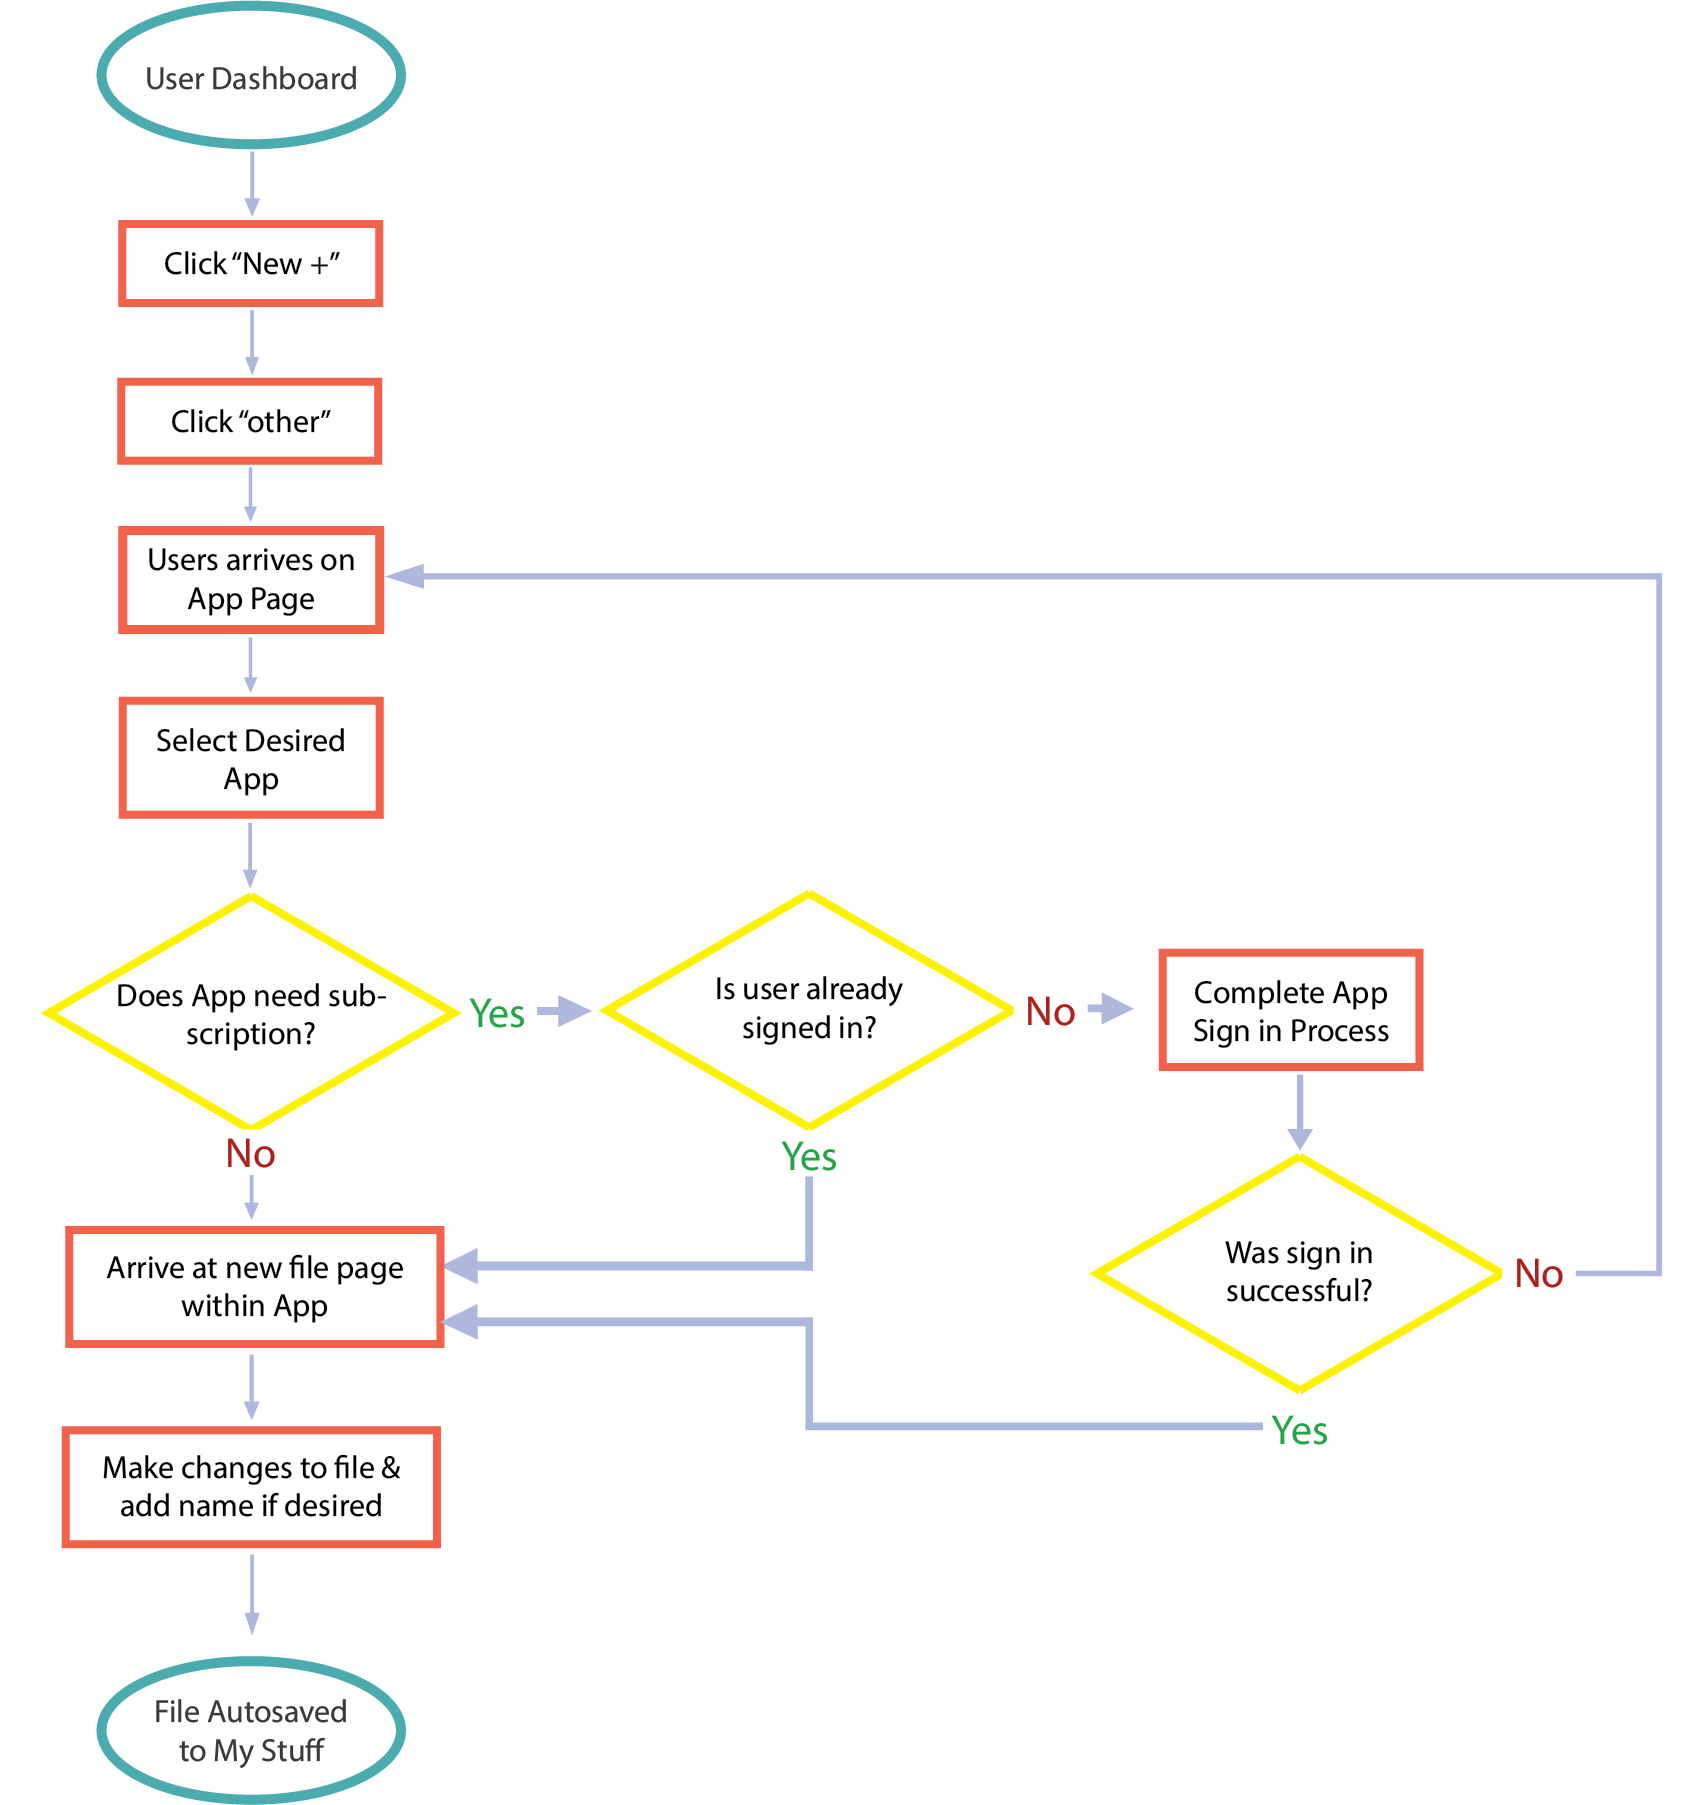 User Dashboard
Click “New +”
Click “other”
Users arrives on
App Page
Select Desired
App
Does App need sub-
scription?
Yes
Is user already
signed in?
No
Complete App
Sign in Process
No
Yes
Was sign in
successful?
No
Arrive at new file page
within App
Yes
Make changes to file &
add name if desired
File Autosaved
to My Stuff